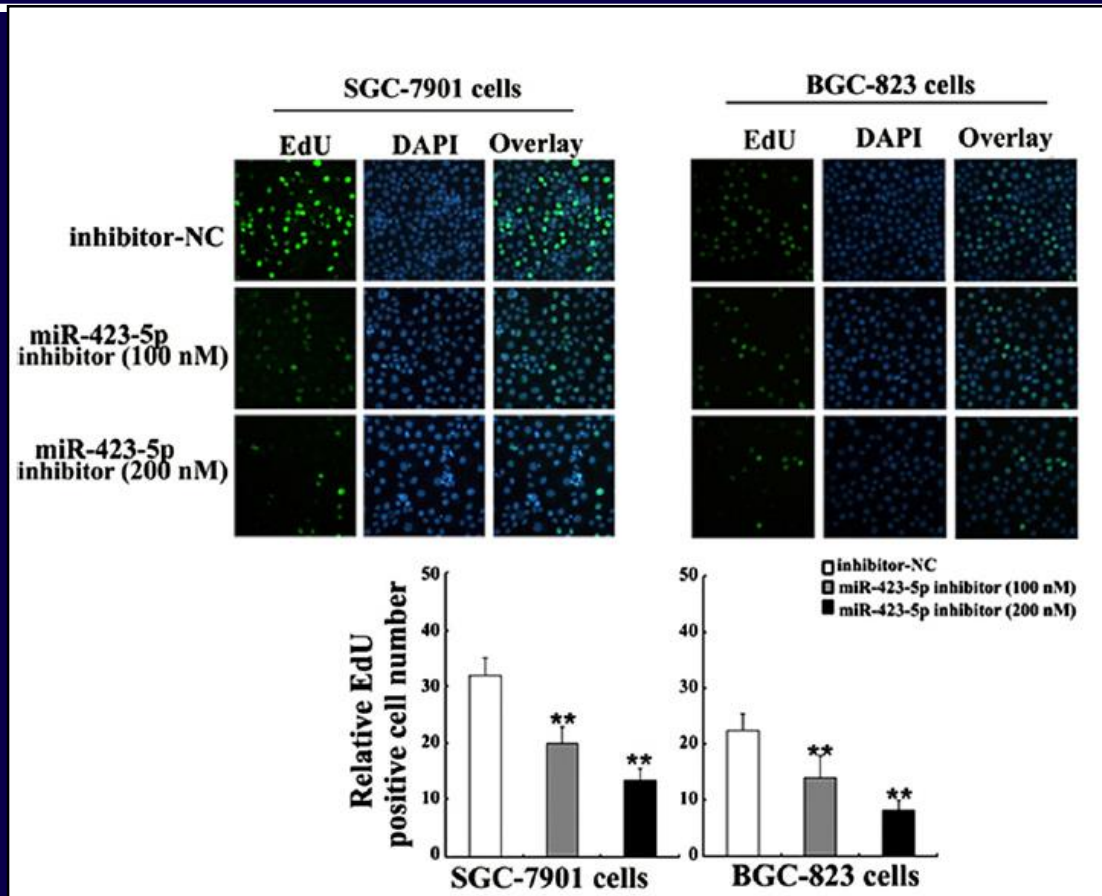 SGC-7901 cells
BGC-823 cells
EdU DAPI Overlay
EdU DAPI Overlay
inhibitor-NC
miR-423-5p
inhibitor (100 nM)
miR-423-5p
inhibitor (200 nM)
Relative EdU
positive cell number
50
40
30
20
10
0
**
**
SGC-7901 cells
50
40
30
20
10
0
**
**
BGC-823 cells
inhibitor-NC
miR-423-5p inhibitor (100 nM)
miR-423-5p inhibitor (200 nM)